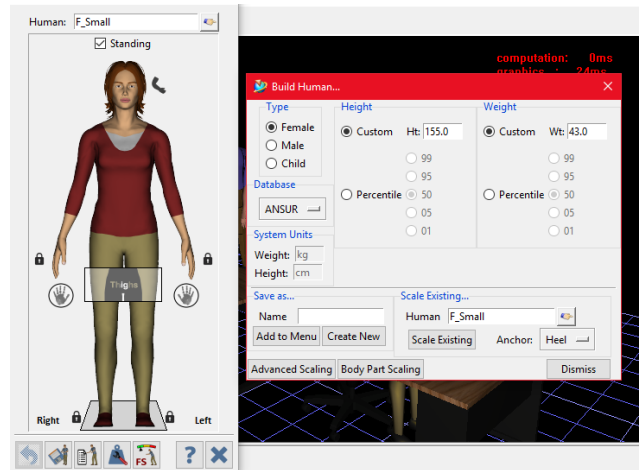 Human: F_Small
Standing
Thighs
Right
Left
FS
?
computation: 0ms
graphics : 24ms
Build Human...
Type
Female
Male
Child
Database
ANSUR
System Units
Weight: kg
Height: cm
Height
Custom Ht: 155.0
99
95
Percentile 50
05
01
Weight
Custom Wt: 43.0
99
95
Percentile 50
05
01
Save as...
Name
Add to Menu Create New
Scale Existing...
Human F_Small
Scale Existing Anchor: Heel
Advanced Scaling Body Part Scaling Dismiss